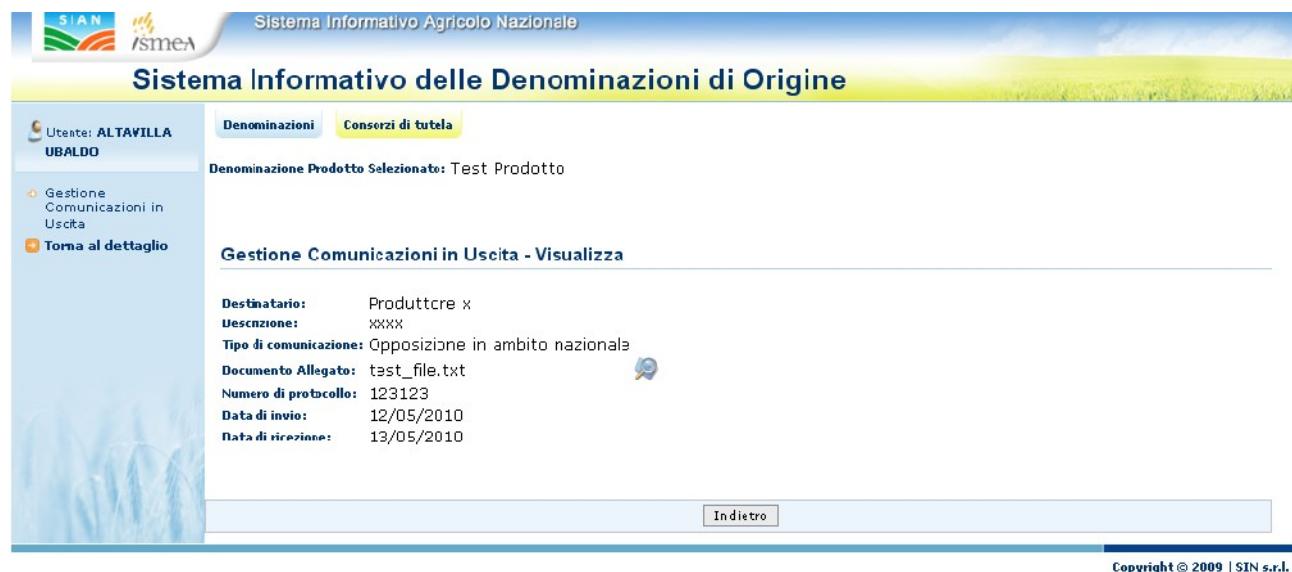 SIAN
ismea
Sistema Informativo Agricolo Nazionale
Sistema Informativo delle Denominazioni di Origine
Utente: ALTAVILLA
UBALDO
Denominazioni Consorzi di tutela
Denominazione Prodotto Selezionato: Test Prodotto
Gestione
Comunicazioni in
Uscita
Torna al dettaglio
Gestione Comunicazioni in Uscita - Visualizza
Destinatario: Produttore x
Descrizione: xxxx
Tipo di comunicazione: Opposizione in ambito nazionale
Documento Allegato: test_file.txt
Numero di protocollo: 123123
Data di invio: 12/05/2010
Data di ricezione: 13/05/2010
Indietro
Copyright © 2009 | SIN s.r.l.